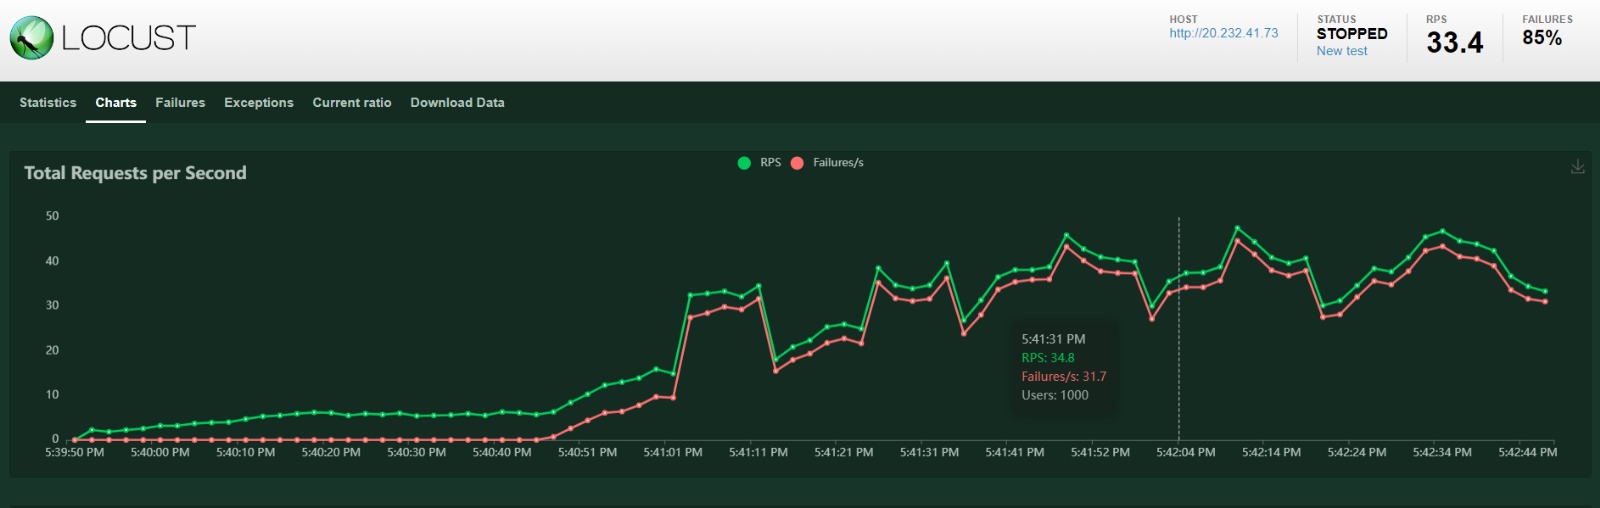 LOCUST
HOST
http://20.232.41.73
STATUS
STOPPED
New test
RPS
33.4
FAILURES
85%
Statistics Charts Failures Exceptions Current ratio Download Data
Total Requests per Second
RPS Failures/s
50
40
30
20
10
0
5:41:31 PM
RPS: 34.8
Failures/s: 31.7
Users: 1000
5:39:50 PM 5:40:00 PM 5:40:10 PM 5:40:20 PM 5:40:30 PM 5:40:40 PM 5:40:51 PM 5:41:01 PM 5:41:11 PM 5:41:21 PM 5:41:31 PM 5:41:41 PM 5:41:52 PM 5:42:04 PM 5:42:14 PM 5:42:24 PM 5:42:34 PM 5:42:44 PM